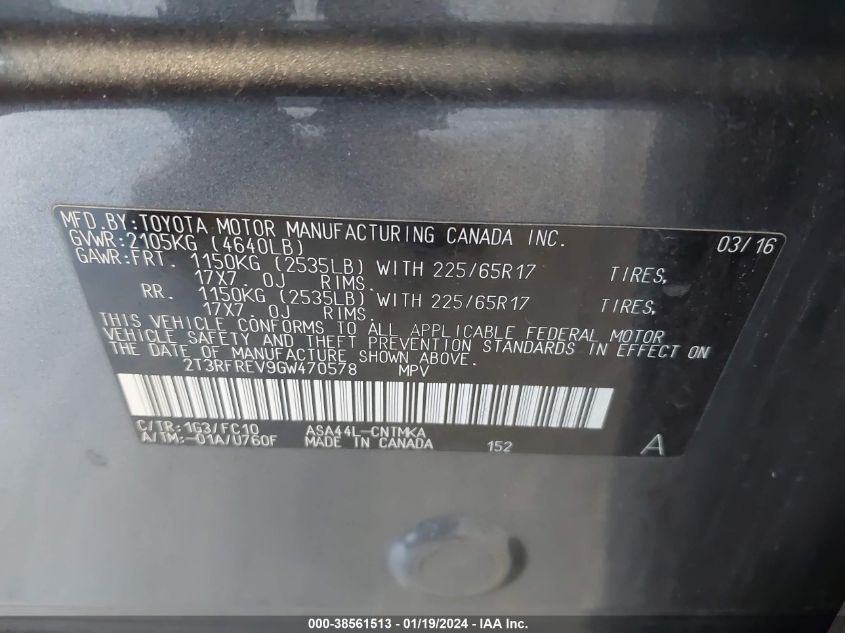 MFD. BY:TOYOTA MOTOR MANUFACTURING CANADA INC. 03/16
GVWR:2105KG (4640LB)
GAWR:FRT. 1150KG (2535LB) WITH 225/65R17 TIRES,
17X7. 0J RIMS.
RR. 1150KG (2535LB) WITH 225/65R17 TIRES,
17X7. 0J RIMS.
THIS VEHICLE CONFORMS TO ALL APPLICABLE FEDERAL MOTOR
VEHICLE SAFETY AND THEFT PREVENTION STANDARDS IN EFFECT ON
THE DATE OF MANUFACTURE SHOWN ABOVE.
2T3RFREV9GW470578 MPV
C/TR:1G3/FC10 ASA44L-CNTMKA
A/TM:-01A/U760F MADE IN CANADA 152 A
000-38561513 - 01/19/2024 - IAA Inc.